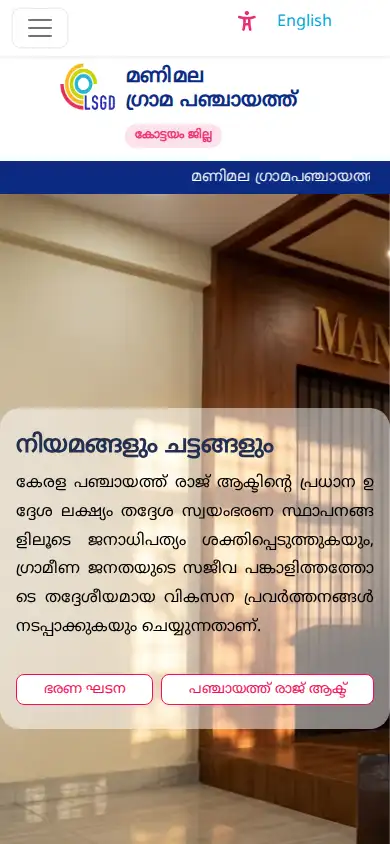 English
LSGD
മണിമല
ഗ്രാമ പഞ്ചായത്ത്
കോട്ടയം ജില്ല
മണിമല ഗ്രാമപഞ്ചായത്ത
MAN
നിയമങ്ങളും ചട്ടങ്ങളും
കേരള പഞ്ചായത്ത് രാജ് ആക്ടിന്റെ പ്രധാന ഉ
ദ്ദേശ ലക്ഷ്യം തദ്ദേശ സ്വയംഭരണ സ്ഥാപനങ്ങ
ളിലൂടെ ജനാധിപത്യം ശക്തിപ്പെടുത്തുകയും,
ഗ്രാമീണ ജനതയുടെ സജീവ പങ്കാളിത്തത്തോ
ടെ തദ്ദേശീയമായ വികസന പ്രവർത്തനങ്ങൾ
നടപ്പാക്കുകയും ചെയ്യുന്നതാണ്.
ഭരണ ഘടന
പഞ്ചായത്ത് രാജ് ആക്ട്